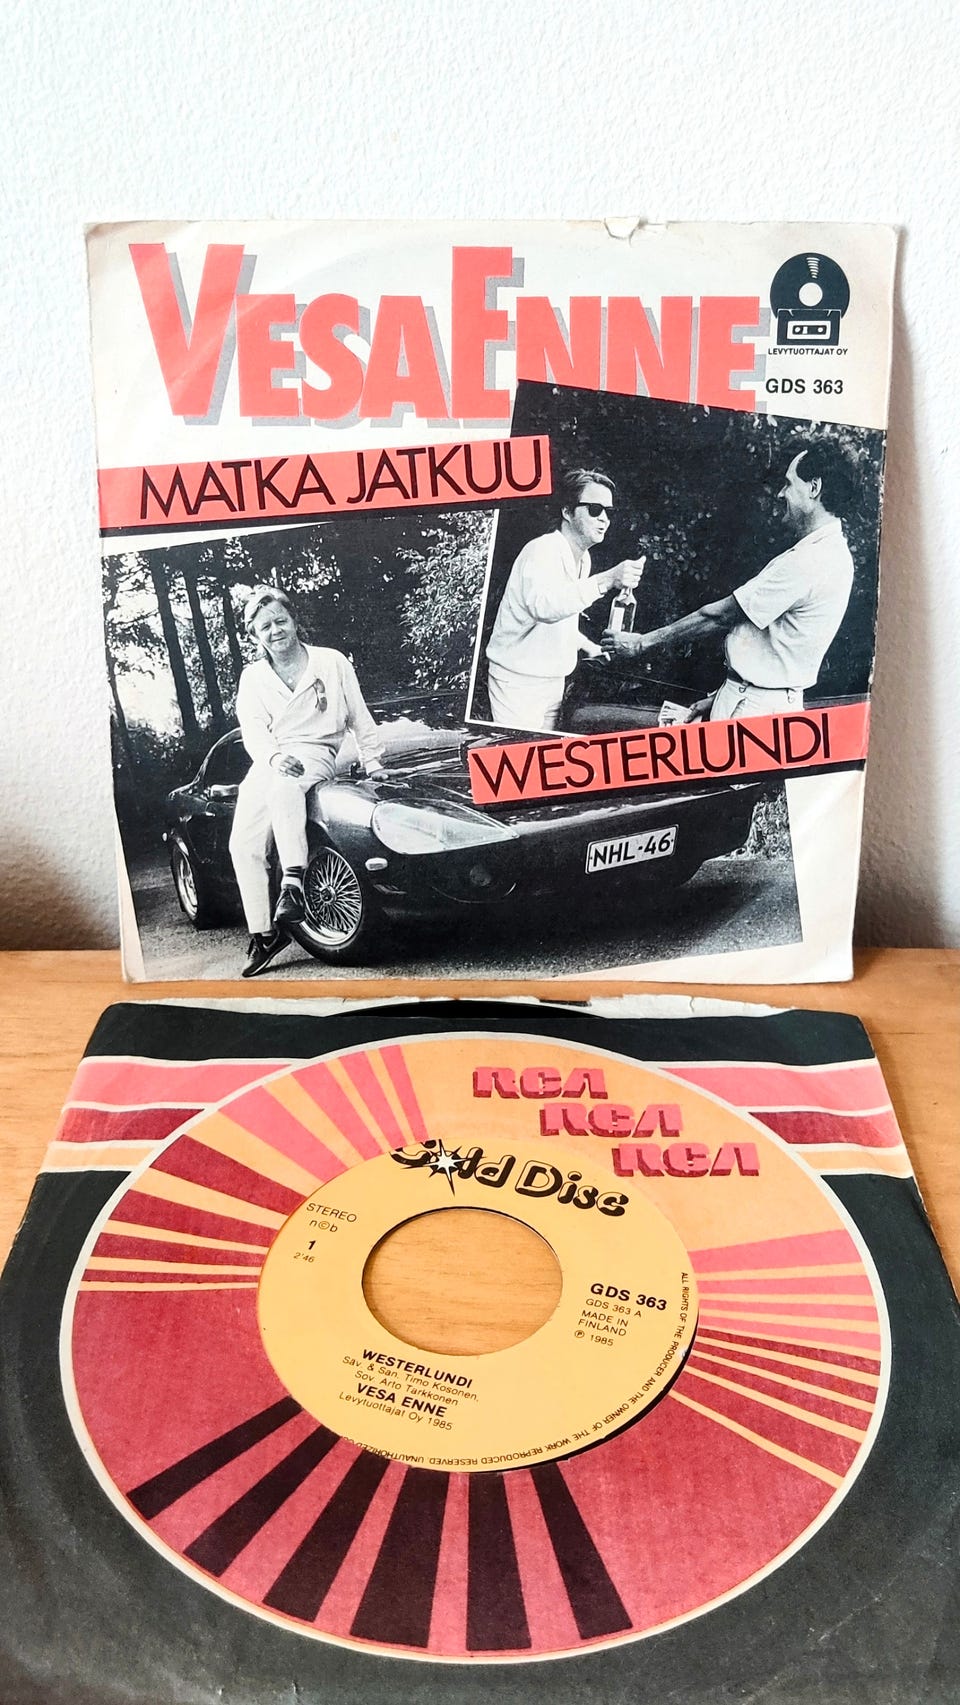 VESA ENNE
LEVYTUOTTAJAT OY
GDS 363
MATKA JATKUU
WESTERLUNDI
NHL-46
RCA
RCA
RCA
Gold Disc
STEREO
n©b
1
2'46
GDS 363
GDS 363 A
MADE IN
FINLAND
℗ 1985
WESTERLUNDI
Säv. & San. Timo Kosonen,
Sov. Arto Tarkkonen
VESA ENNE
Levytuottajat Oy 1985
ALL RIGHTS OF THE PRODUCER AND THE OWNER OF THE WORK REPRODUCED RESERVED. UNAUTHORIZED